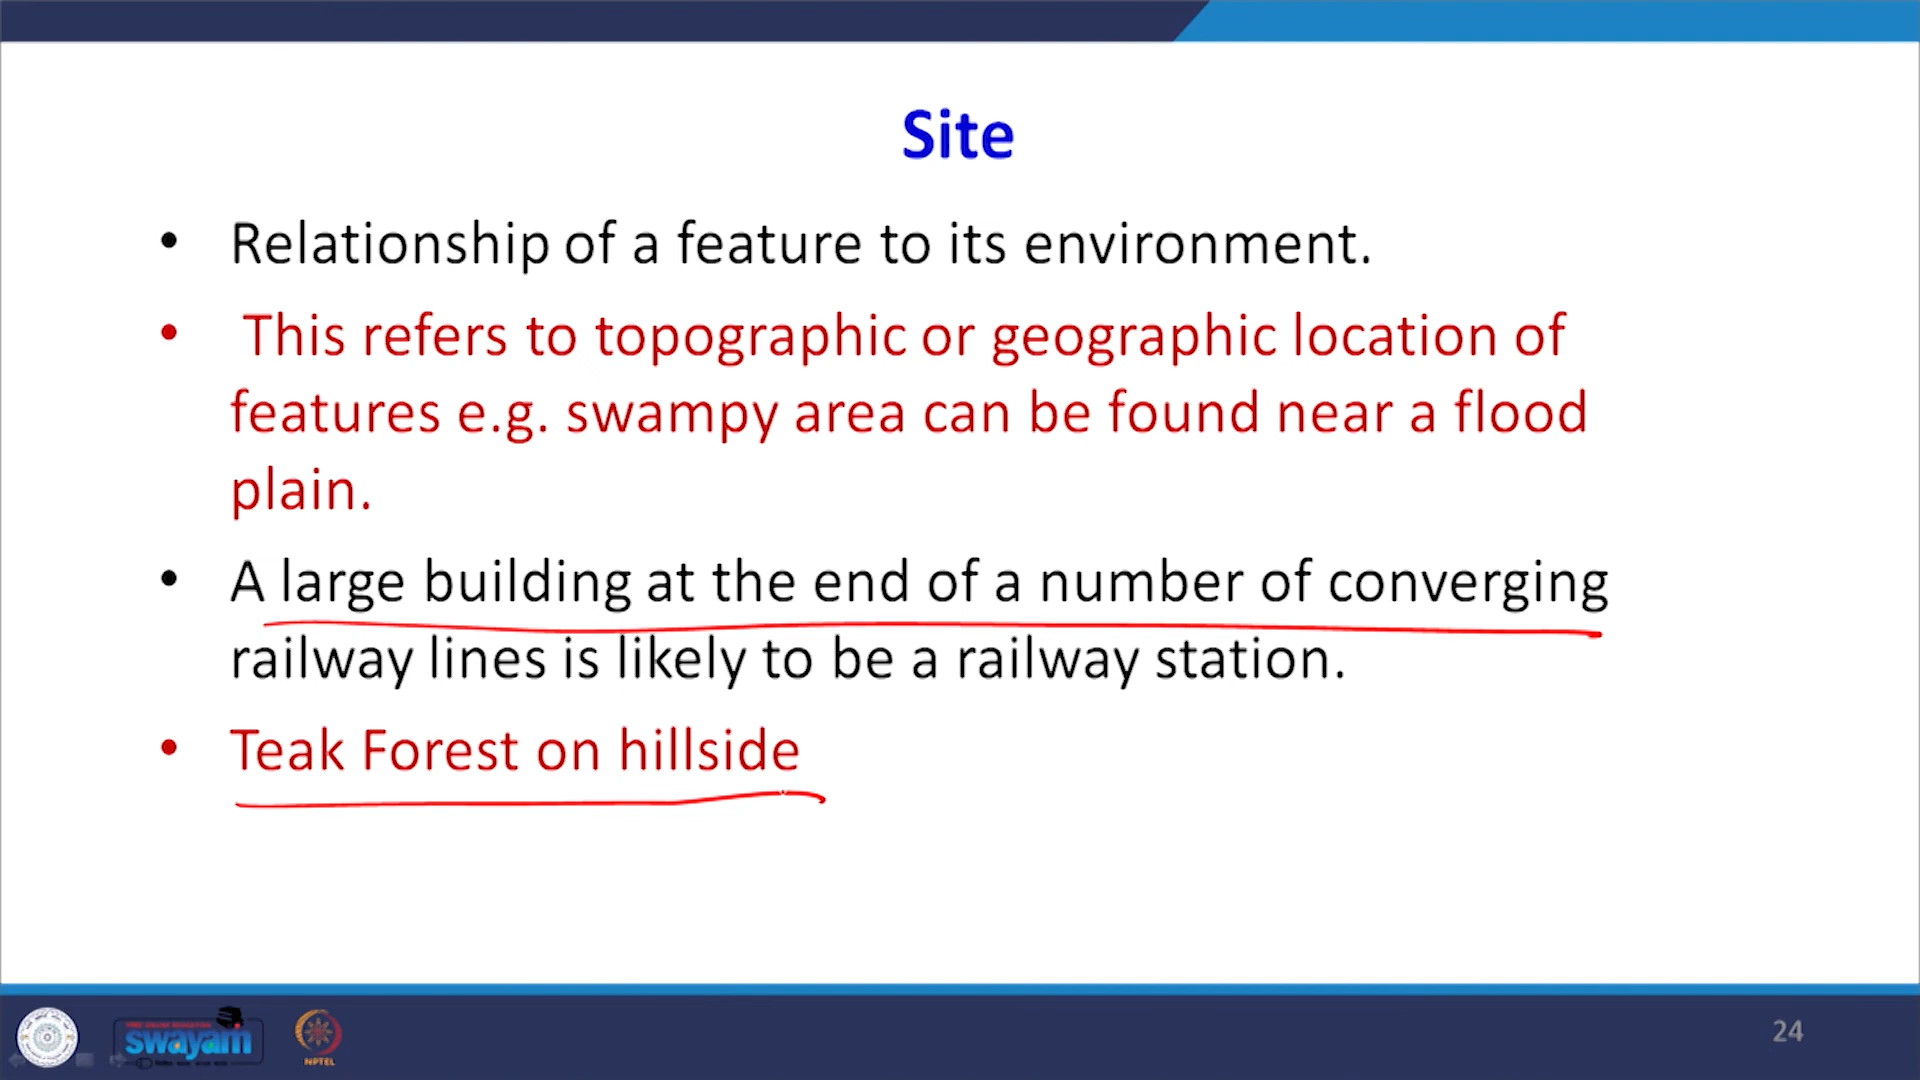 Site
• Relationship of a feature to its environment.
• This refers to topographic or geographic location of
features e.g. swampy area can be found near a flood
plain.
• A large building at the end of a number of converging
railway lines is likely to be a railway station.
• Teak Forest on hillside
swayam
NPTEL
24